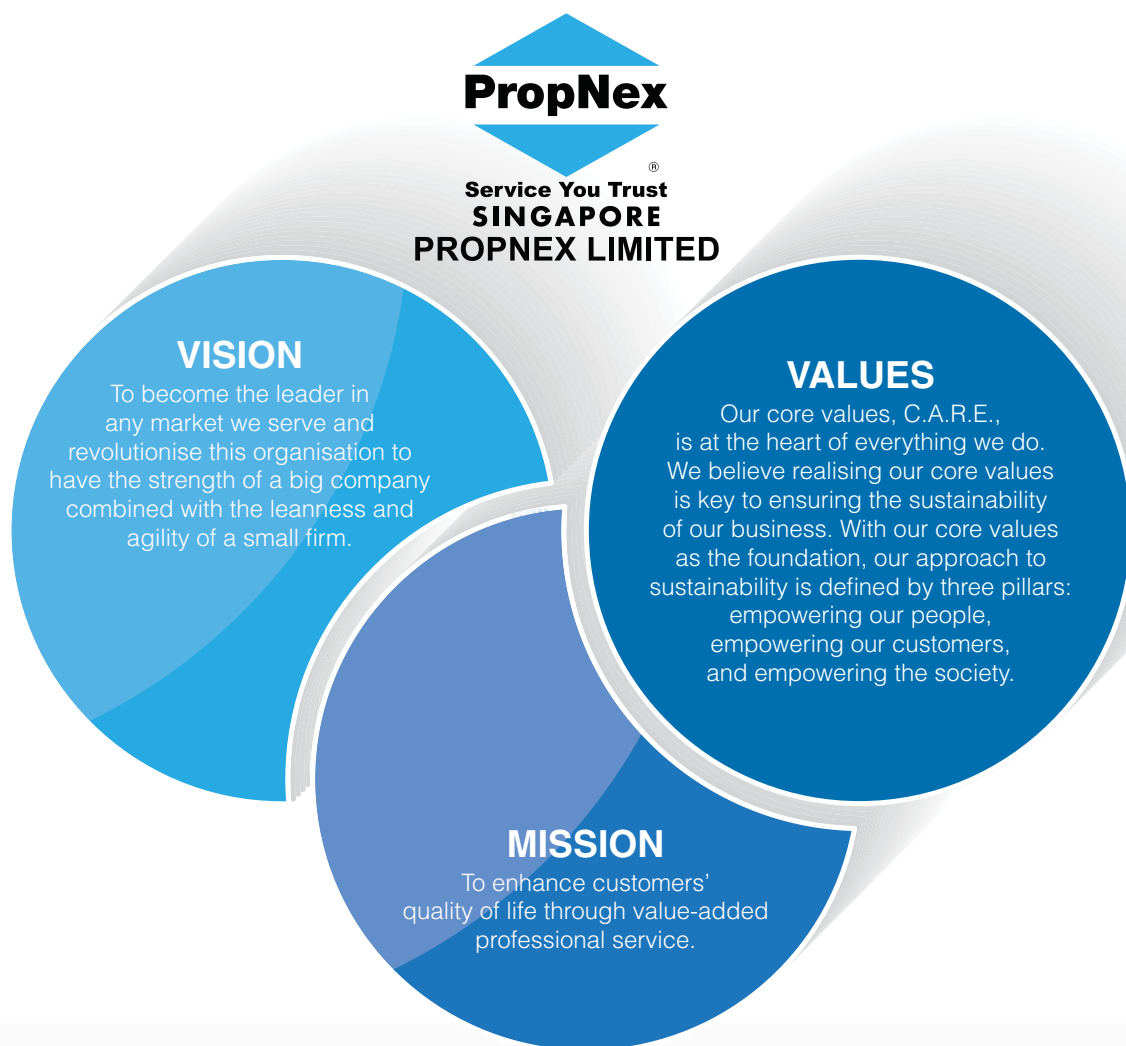 PropNex
®
Service You Trust
SINGAPORE
PROPNEX LIMITED
VISION
To become the leader in
any market we serve and
revolutionise this organisation to
have the strength of a big company
combined with the leanness and
agility of a small firm.
VALUES
Our core values, C.A.R.E.,
is at the heart of everything we do.
We believe realising our core values
is key to ensuring the sustainability
of our business. With our core values
as the foundation, our approach to
sustainability is defined by three pillars:
empowering our people,
empowering our customers,
and empowering the society.
MISSION
To enhance customers’
quality of life through value-added
professional service.